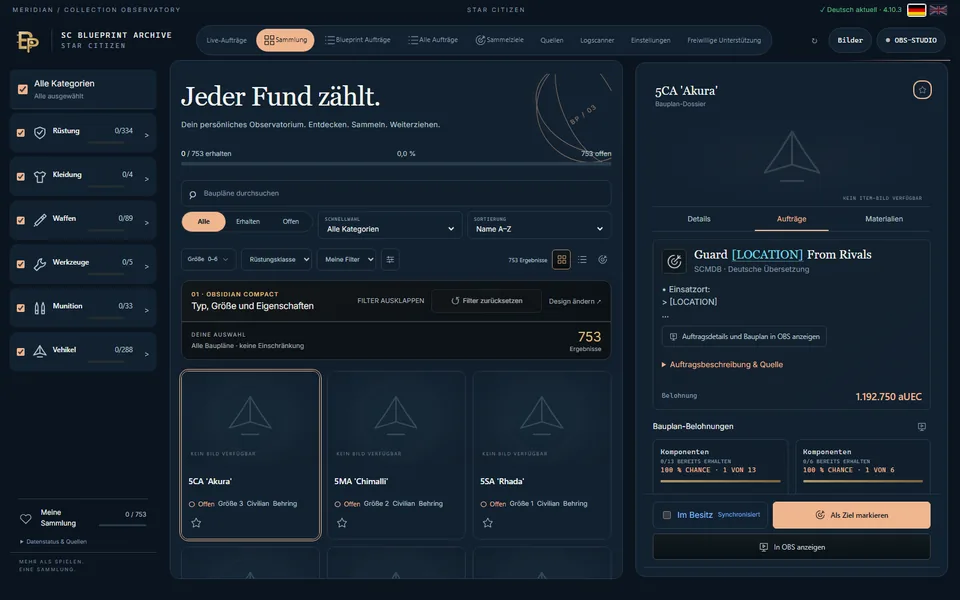 MERIDIAN / COLLECTION OBSERVATORY
STAR CITIZEN
✓ Deutsch aktuell · 4.10.3
SC BLUEPRINT ARCHIVE
STAR CITIZEN
Live-Aufträge
Sammlung
Blueprint Aufträge
Alle Aufträge
Sammelziele
Quellen
Logscanner
Einstellungen
Freiwillige Unterstützung
Bilder
OBS-STUDIO
Alle Kategorien
Alle ausgewählt
Rüstung 0/334 >
Kleidung 0/4 >
Waffen 0/89 >
Werkzeuge 0/5 >
Munition 0/33 >
Vehikel 0/288 >
Meine Sammlung 0 / 753
▸ Datenstatus & Quellen
MEHR ALS SPIELEN.
EINE SAMMLUNG.
Jeder Fund zählt.
Dein persönliches Observatorium. Entdecken. Sammeln. Weiterziehen.
BP / 03
0 / 753 erhalten
0,0 %
753 offen
Baupläne durchsuchen
Alle
Erhalten
Offen
SCHNELLWAHL
Alle Kategorien
SORTIERUNG
Name A–Z
Größe 0–6
Rüstungsklasse
Meine Filter
753 Ergebnisse
01 · OBSIDIAN COMPACT
Typ, Größe und Eigenschaften
FILTER AUSKLAPPEN
Filter zurücksetzen
Design ändern ↗
DEINE AUSWAHL
Alle Baupläne · keine Einschränkung
753
Ergebnisse
KEIN BILD VERFÜGBAR
5CA 'Akura'
Offen Größe 3 Civilian Behring
KEIN BILD VERFÜGBAR
5MA 'Chimalli'
Offen Größe 2 Civilian Behring
KEIN BILD VERFÜGBAR
5SA 'Rhada'
Offen Größe 1 Civilian Behring
5CA 'Akura'
Bauplan-Dossier
KEIN ITEM-BILD VERFÜGBAR
Details
Aufträge
Materialien
Guard [LOCATION] From Rivals
SCMDB · Deutsche Übersetzung
• Einsatzort:
> [LOCATION]
...
Auftragsdetails und Bauplan in OBS anzeigen
▸ Auftragsbeschreibung & Quelle
Belohnung
1.192.750 aUEC
Bauplan-Belohnungen
Komponenten
0/13 BEREITS ERHALTEN
100 % CHANCE · 1 VON 13
Komponenten
0/6 BEREITS ERHALTEN
100 % CHANCE · 1 VON 6
Im Besitz Synchronisiert
Als Ziel markieren
In OBS anzeigen